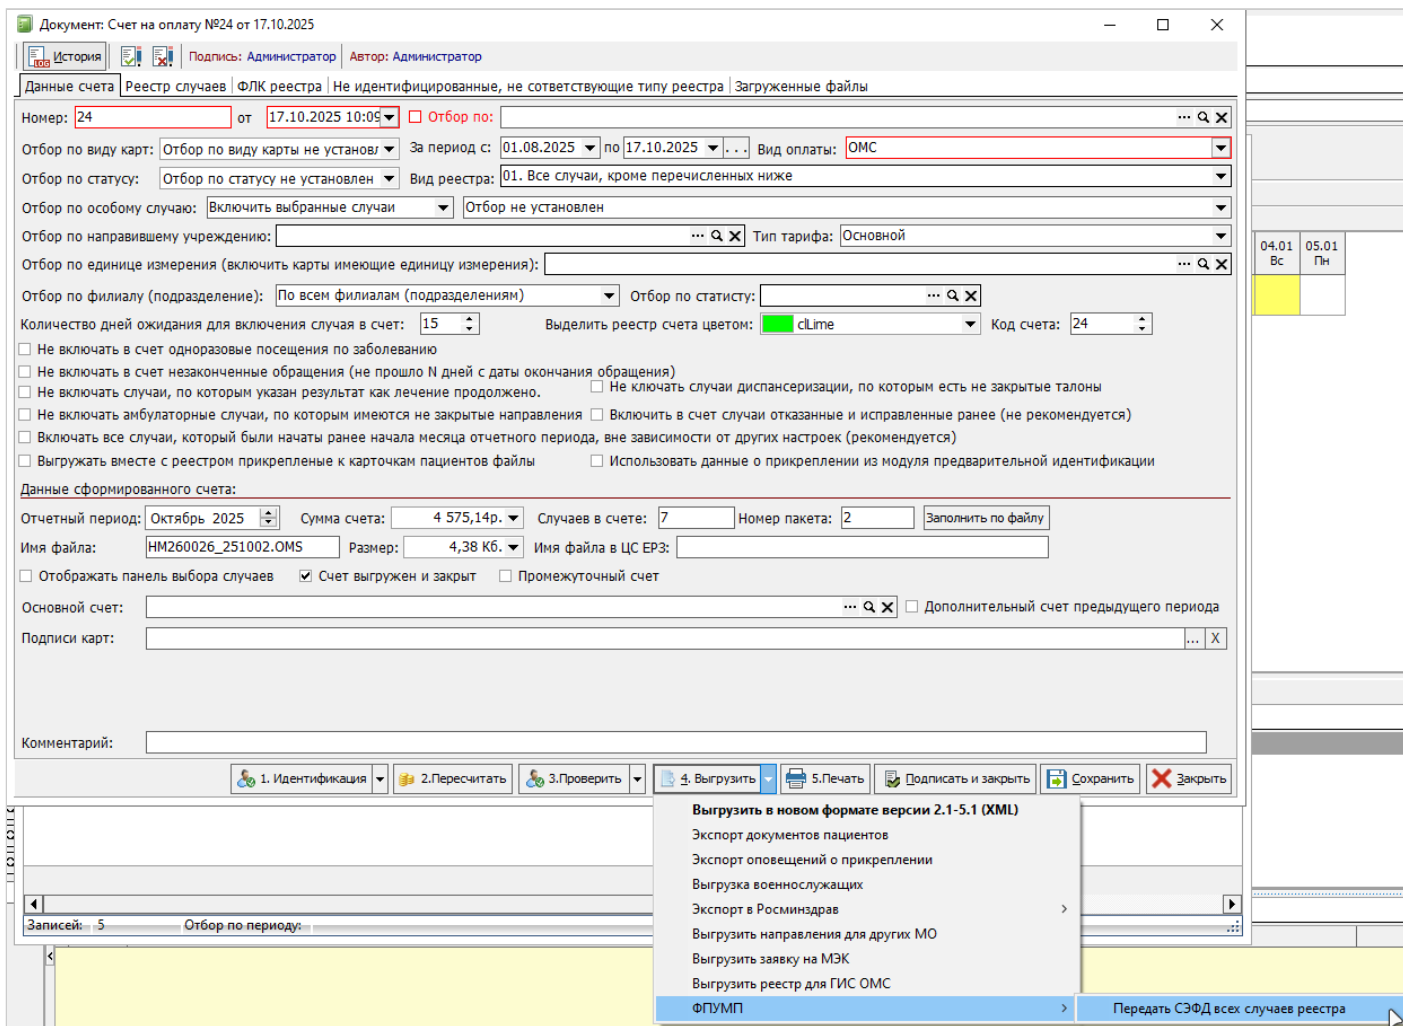 Документ: Счет на оплату №24 от 17.10.2025
LOG История Подпись: Администратор Автор: Администратор
Данные счета Реестр случаев ФЛК реестра Не идентифицированные, не сответствующие типу реестра Загруженные файлы
Номер: 24 от 17.10.2025 10:09 Отбор по:
Отбор по виду карт: Отбор по виду карты не установл За период с: 01.08.2025 по 17.10.2025 ... Вид оплаты: ОМС
Отбор по статусу: Отбор по статусу не установлен Вид реестра: 01. Все случаи, кроме перечисленных ниже
Отбор по особому случаю: Включить выбранные случаи Отбор не установлен
Отбор по направившему учреждению: Тип тарифа: Основной
04.01 05.01
Вс Пн
Отбор по единице измерения (включить карты имеющие единицу измерения):
Отбор по филиалу (подразделение): По всем филиалам (подразделениям) Отбор по статисту:
Количество дней ожидания для включения случая в счет: 15 Выделить реестр счета цветом: clLime Код счета: 24
Не включать в счет одноразовые посещения по заболеванию
Не включать в счет незаконченные обращения (не прошло N дней с даты окончания обращения)
Не включать случаи, по которым указан результат как лечение продолжено. Не ключать случаи диспансеризации, по которым есть не закрытые талоны
Не включать амбулаторные случаи, по которым имеются не закрытые направления Включить в счет случаи отказанные и исправленные ранее (не рекомендуется)
Включать все случаи, который были начаты ранее начала месяца отчетного периода, вне зависимости от других настроек (рекомендуется)
Выгружать вместе с реестром прикрепленые к карточкам пациентов файлы Использовать данные о прикреплении из модуля предварительной идентификации
Данные сформированного счета:
Отчетный период: Октябрь 2025 Сумма счета: 4 575,14р. Случаев в счете: 7 Номер пакета: 2 Заполнить по файлу
Имя файла: HM260026_251002.OMS Размер: 4,38 Кб. Имя файла в ЦС ЕРЗ:
Отображать панель выбора случаев Счет выгружен и закрыт Промежуточный счет
Основной счет: Дополнительный счет предыдущего периода
Подписи карт: ... X
Комментарий:
1. Идентификация 2.Пересчитать 3.Проверить 4. Выгрузить 5.Печать Подписать и закрыть Сохранить Закрыть
Выгрузить в новом формате версии 2.1-5.1 (XML)
Экспорт документов пациентов
Экспорт оповещений о прикреплении
Выгрузка военнослужащих
Экспорт в Росминздрав
Записей: 5 Отбор по периоду:
Выгрузить направления для других МО
Выгрузить заявку на МЭК
Выгрузить реестр для ГИС ОМС
ФПУМП Передать СЭФД всех случаев реестра